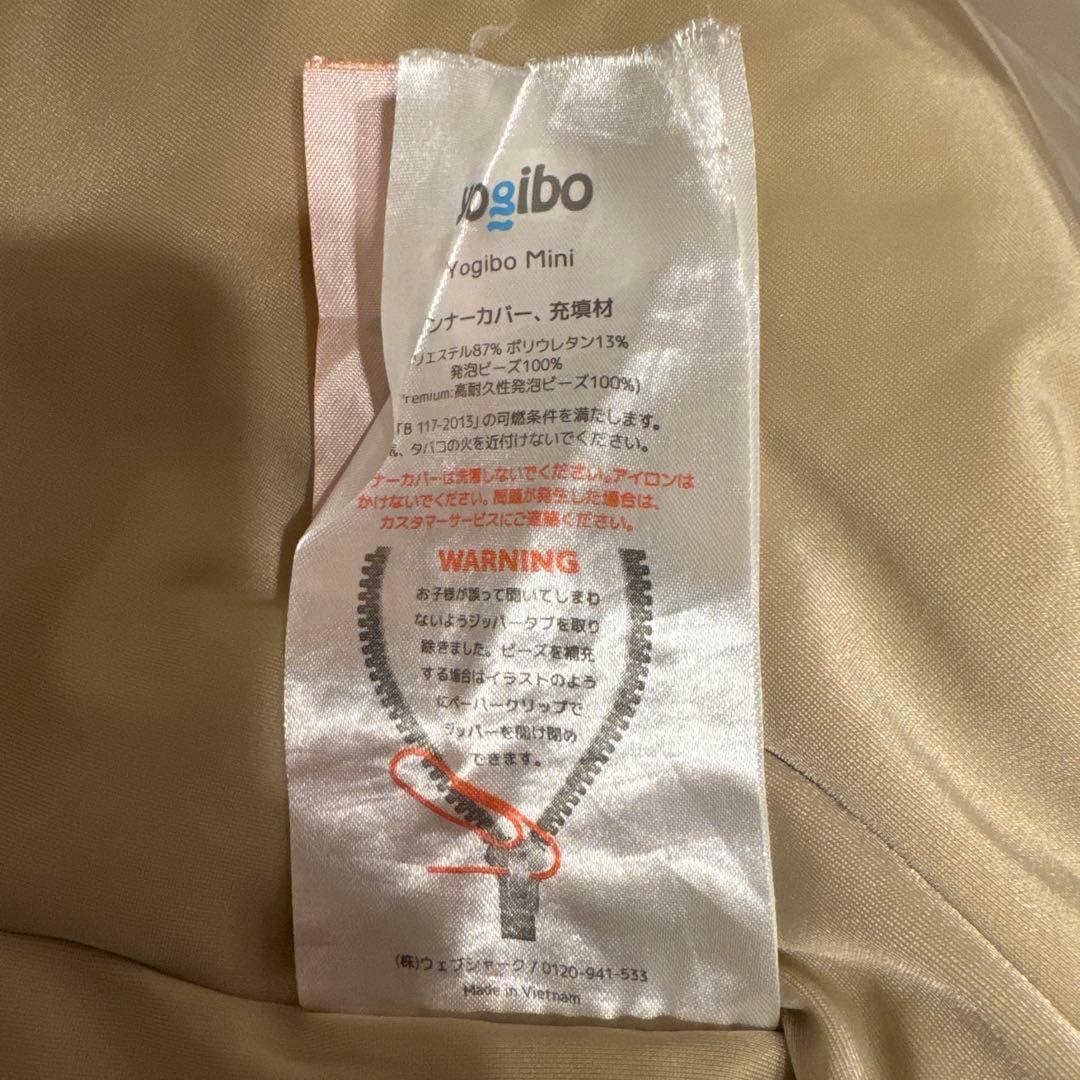 yogibo
Yogibo Mini
ンナーカバー、充填材
リエステル87% ポリウレタン13%
発泡ビーズ100%
Premium:高耐久性発泡ビーズ100%)
「B 117-2013」の可燃条件を満たします。
、タバコの火を近付けないでください。
ナーカバーは洗濯しないでください。アイロンは
かけないでください。問題が発生した場合は、
カスタマーサービスにご連絡ください。
WARNING
お子様が誤って開いてしまわ
ないようジッパータブを取り
除きました。ビーズを補充
する場合はイラストのよう
にペーパークリップで
ジッパーを開け閉め
できます。
(株)ウェブシャーク / 0120-941-533
Made in Vietnam